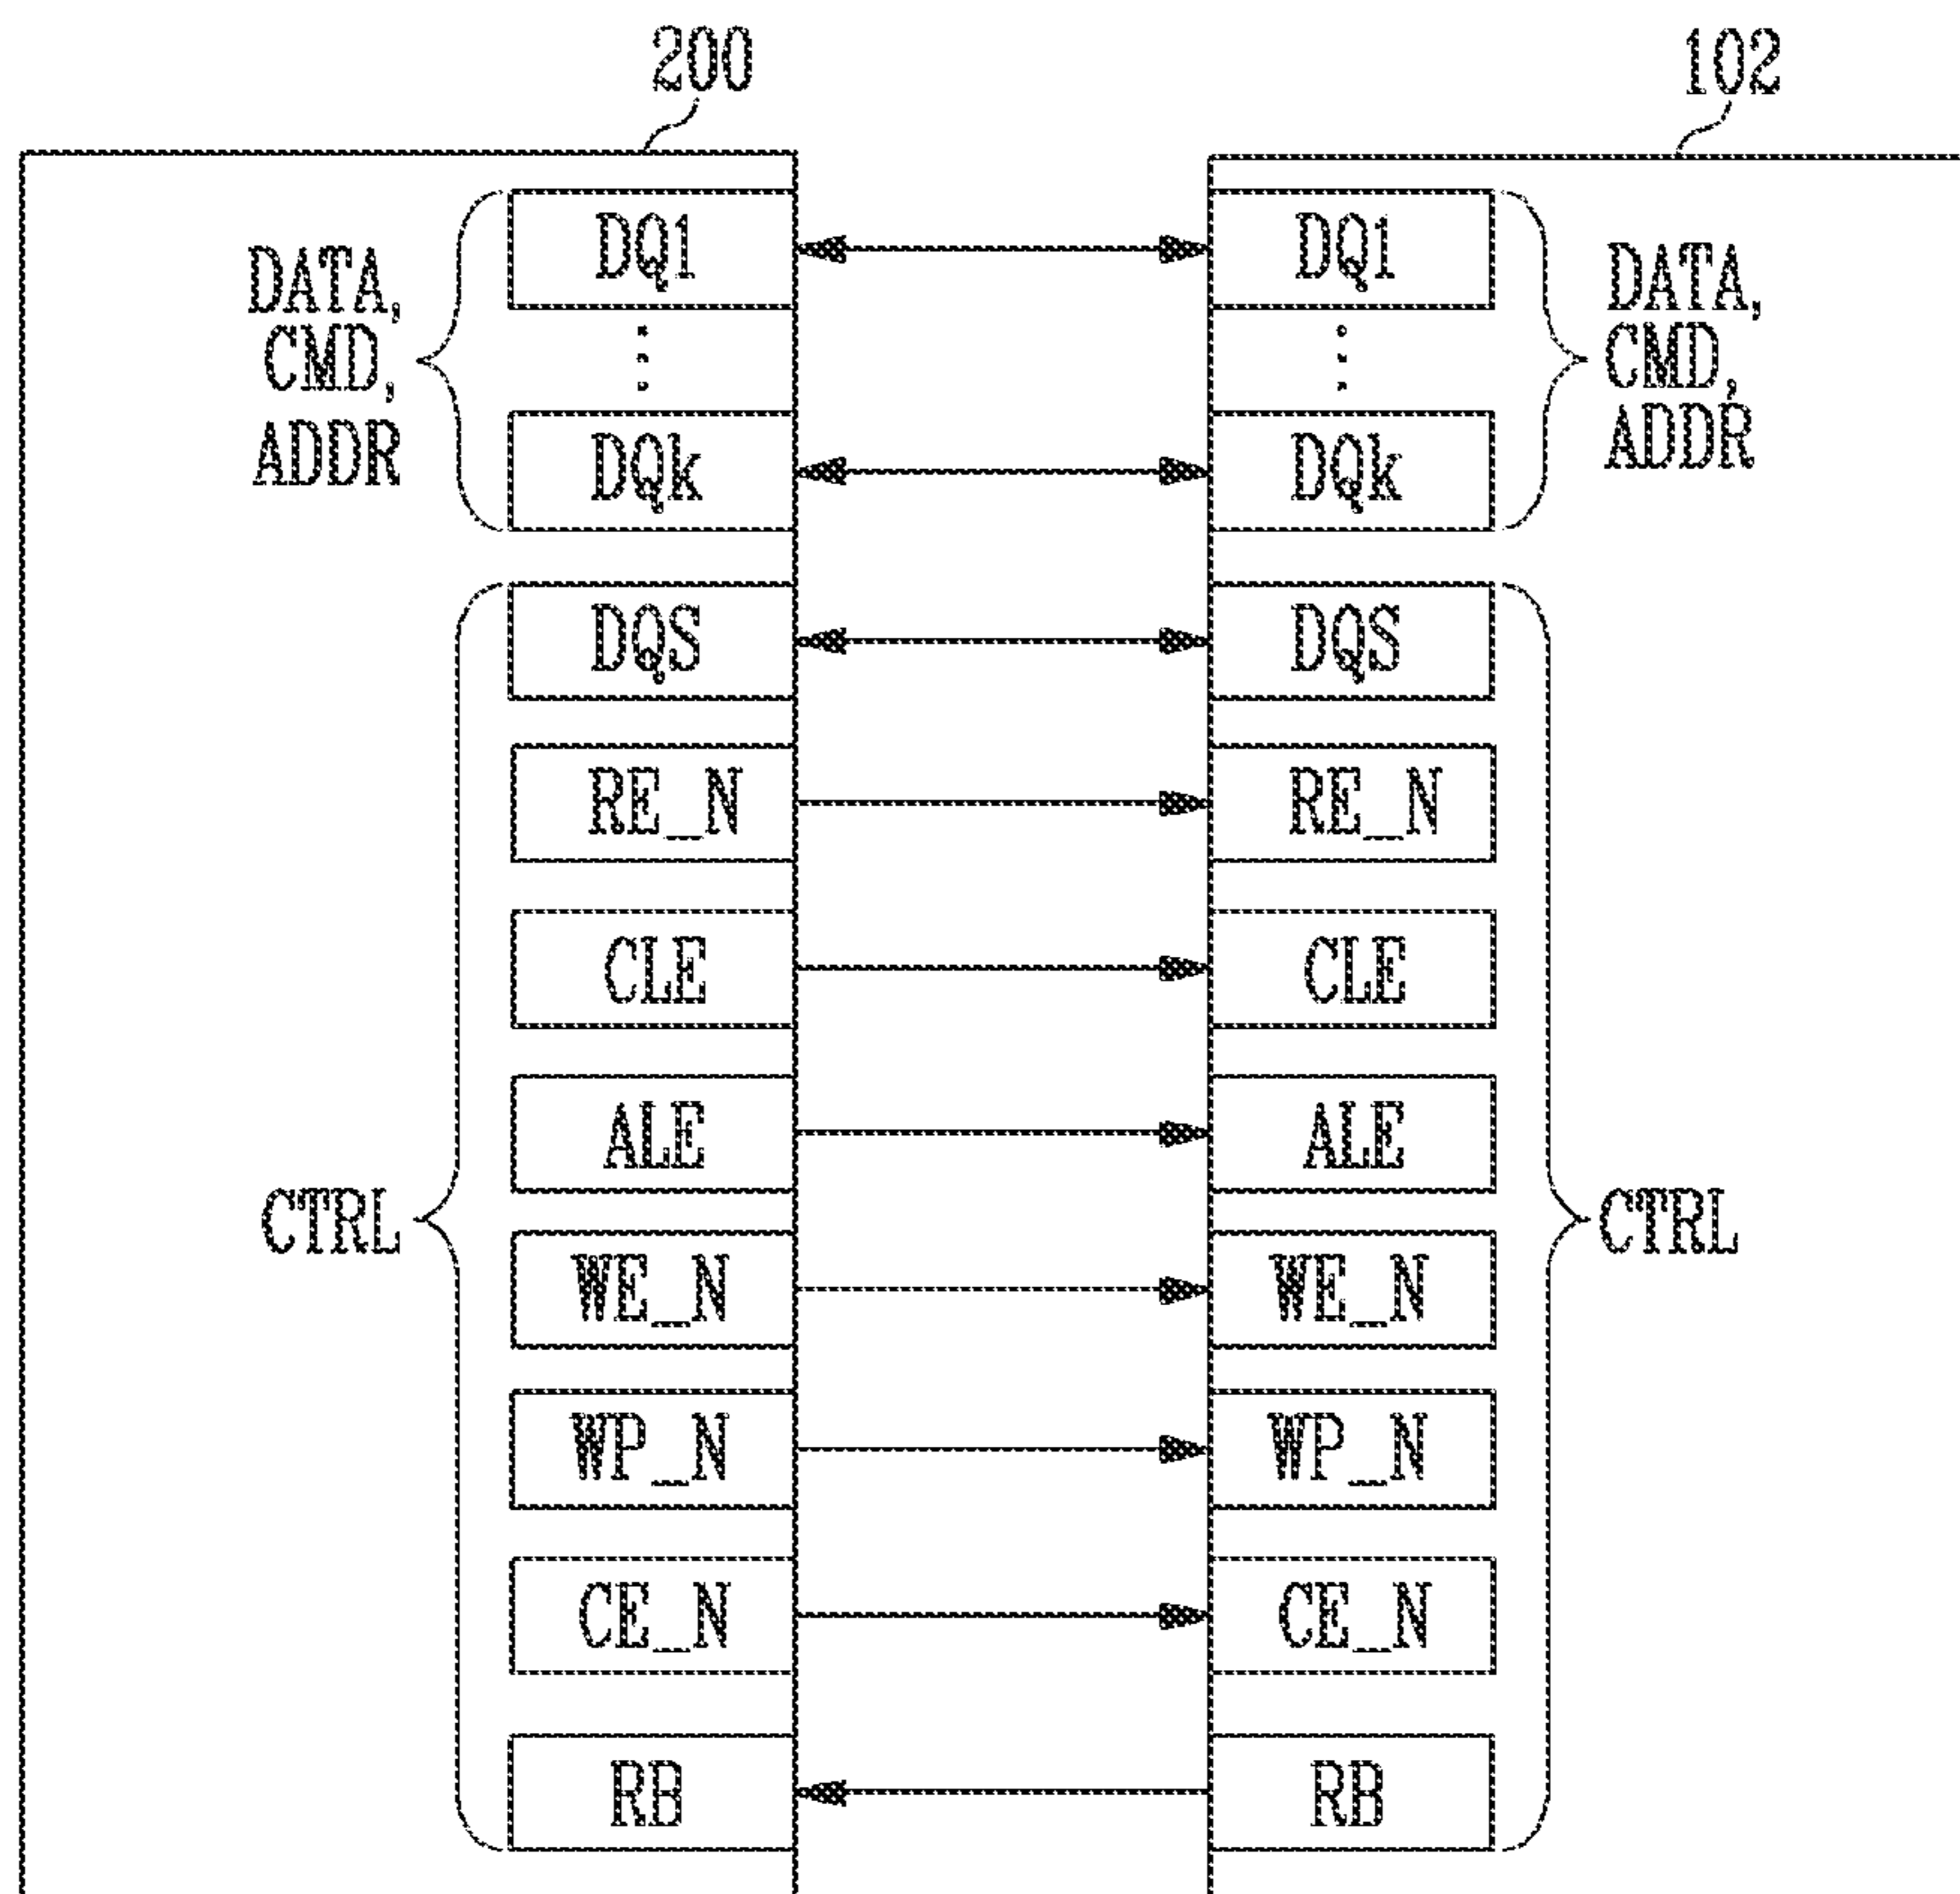 200
102
DATA,
CMD,
ADDR
DQ1
DQk
DQ1
DQk
DATA,
CMD,
ADDR
CTRL
DQS
RE_N
CLE
ALE
WE_N
WP_N
CE_N
RB
DQS
RE_N
CLE
ALE
WE_N
WP_N
CE_N
RB
CTRL